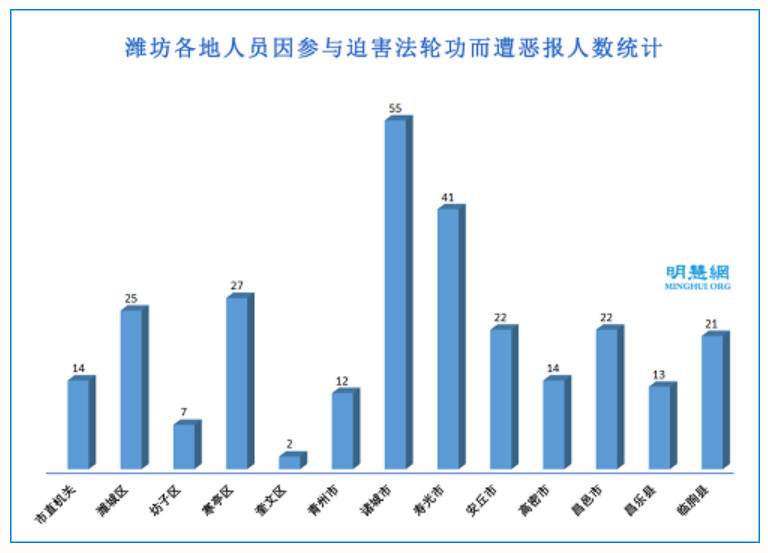 潍坊各地人员因参与迫害法轮功而遭恶报人数统计
55
41
27
25
22
22
21
14
14
13
12
7
2
明慧網
MINGHUI.ORG
市直机关
潍城区
坊子区
寒亭区
奎文区
青州市
诸城市
寿光市
安丘市
高密市
昌邑市
昌乐县
临朐县